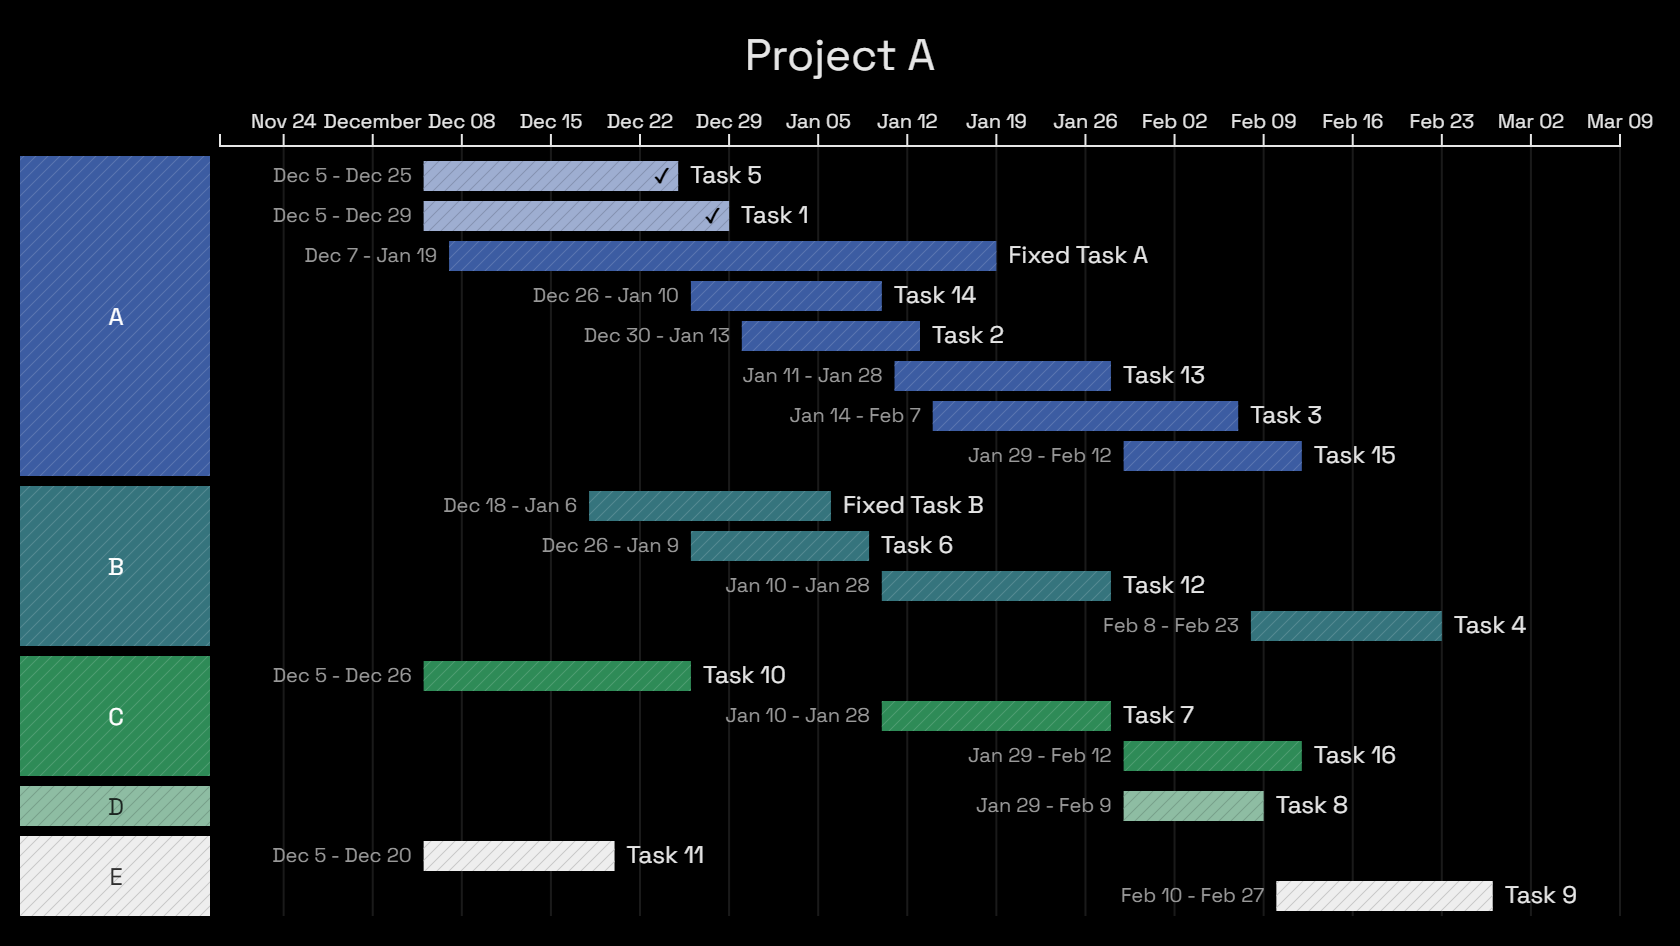 Project A
Nov 24 December Dec 08 Dec 15 Dec 22 Dec 29 Jan 05 Jan 12 Jan 19 Jan 26 Feb 02 Feb 09 Feb 16 Feb 23 Mar 02 Mar 09
A
Dec 5 - Dec 25 ✓ Task 5
Dec 5 - Dec 29 ✓ Task 1
Dec 7 - Jan 19 Fixed Task A
Dec 26 - Jan 10 Task 14
Dec 30 - Jan 13 Task 2
Jan 11 - Jan 28 Task 13
Jan 14 - Feb 7 Task 3
Jan 29 - Feb 12 Task 15
B
Dec 18 - Jan 6 Fixed Task B
Dec 26 - Jan 9 Task 6
Jan 10 - Jan 28 Task 12
Feb 8 - Feb 23 Task 4
C
Dec 5 - Dec 26 Task 10
Jan 10 - Jan 28 Task 7
Jan 29 - Feb 12 Task 16
D
Jan 29 - Feb 9 Task 8
E
Dec 5 - Dec 20 Task 11
Feb 10 - Feb 27 Task 9